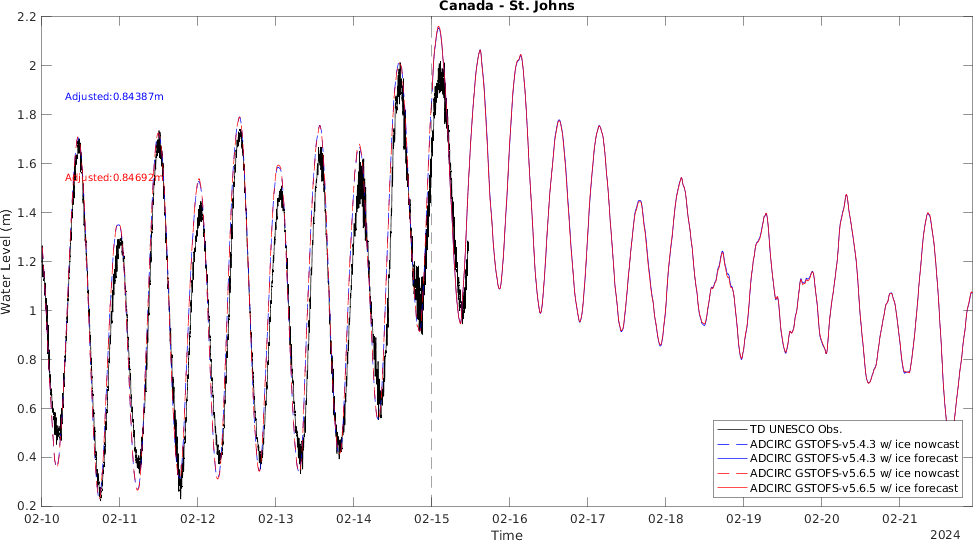 Canada - St. Johns
2.2
2
1.8
1.6
1.4
1.2
1
0.8
0.6
0.4
0.2
Water Level (m)
Adjusted:0.84387m
Adjusted:0.84692m
TD UNESCO Obs.
ADCIRC GSTOFS-v5.4.3 w/ ice nowcast
ADCIRC GSTOFS-v5.4.3 w/ ice forecast
ADCIRC GSTOFS-v5.6.5 w/ ice nowcast
ADCIRC GSTOFS-v5.6.5 w/ ice forecast
02-10 02-11 02-12 02-13 02-14 02-15 02-16 02-17 02-18 02-19 02-20 02-21
Time
2024